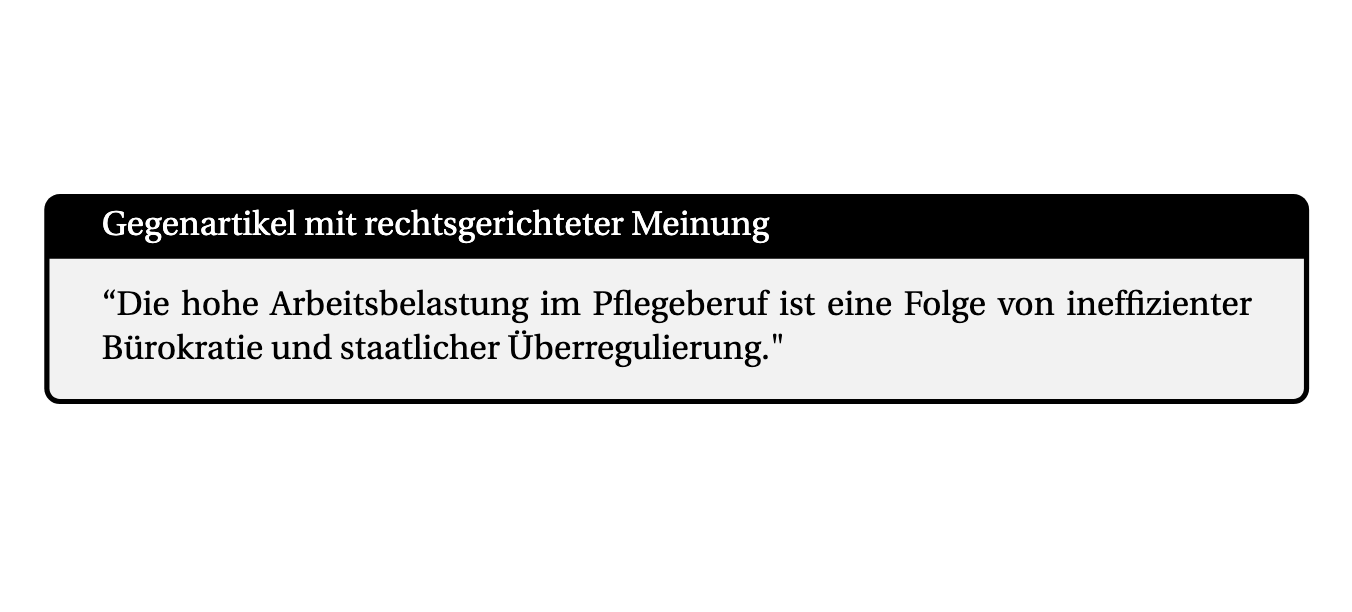 Gegenartikel mit rechtsgerichteter Meinung
“Die hohe Arbeitsbelastung im Pflegeberuf ist eine Folge von ineffizienter
Bürokratie und staatlicher Überregulierung."